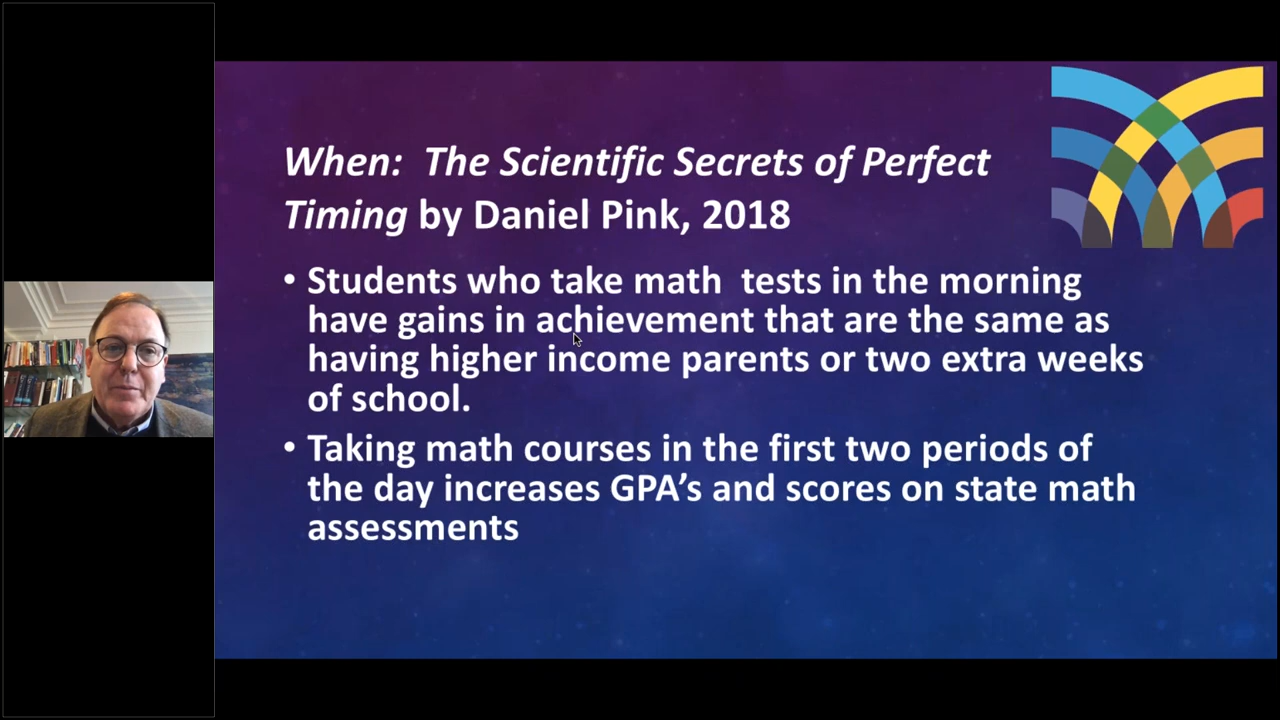 When:  The Scientific Secrets of Perfect
Timing by Daniel Pink, 2018
• Students who take math  tests in the morning
have gains in achievement that are the same as
having higher income parents or two extra weeks
of school.
• Taking math courses in the first two periods of
the day increases GPA’s and scores on state math
assessments